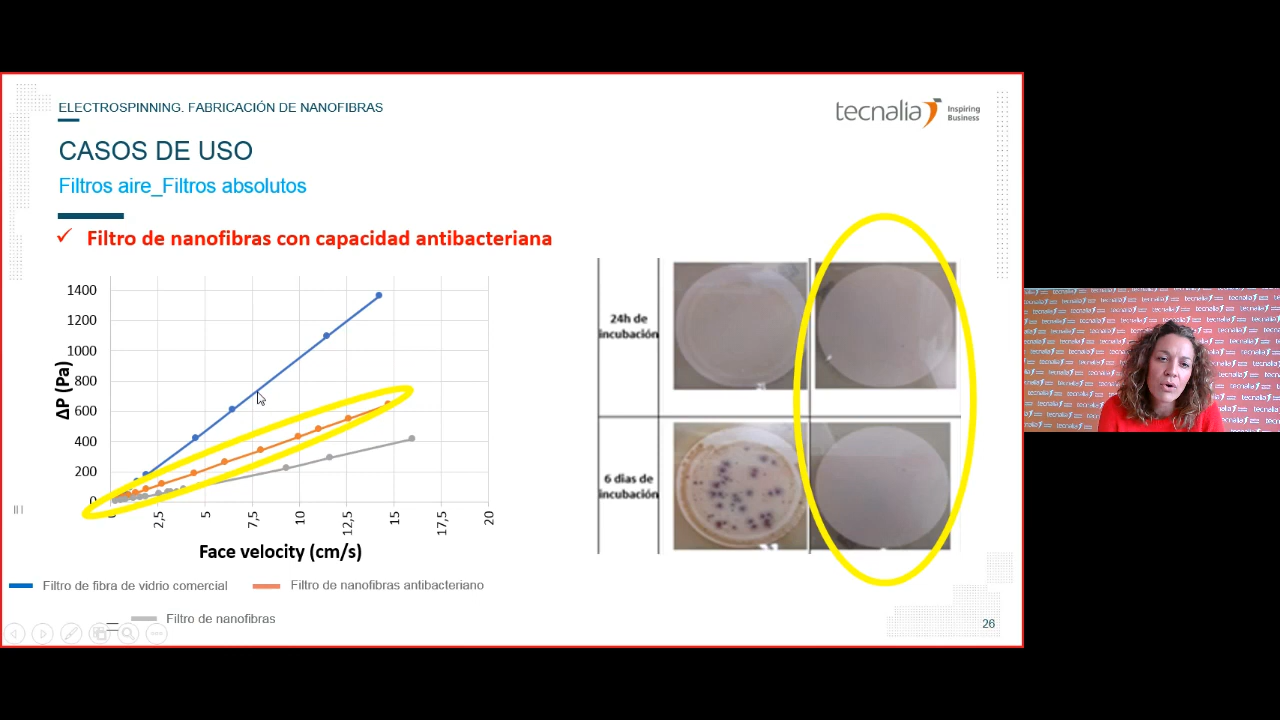 ELECTROSPINNING. FABRICACIÓN DE NANOFIBRAS
tecnalia Inspiring Business
CASOS DE USO
Filtros aire_Filtros absolutos
✓ Filtro de nanofibras con capacidad antibacteriana
1400
1200
1000
800
600
400
200
0
ΔP (Pa)
0 2,5 5 7,5 10 12,5 15 17,5 20
Face velocity (cm/s)
Filtro de fibra de vidrio comercial
Filtro de nanofibras antibacteriano
Filtro de nanofibras
24h de
incubación
6 dias de
incubación
26
tecnalia